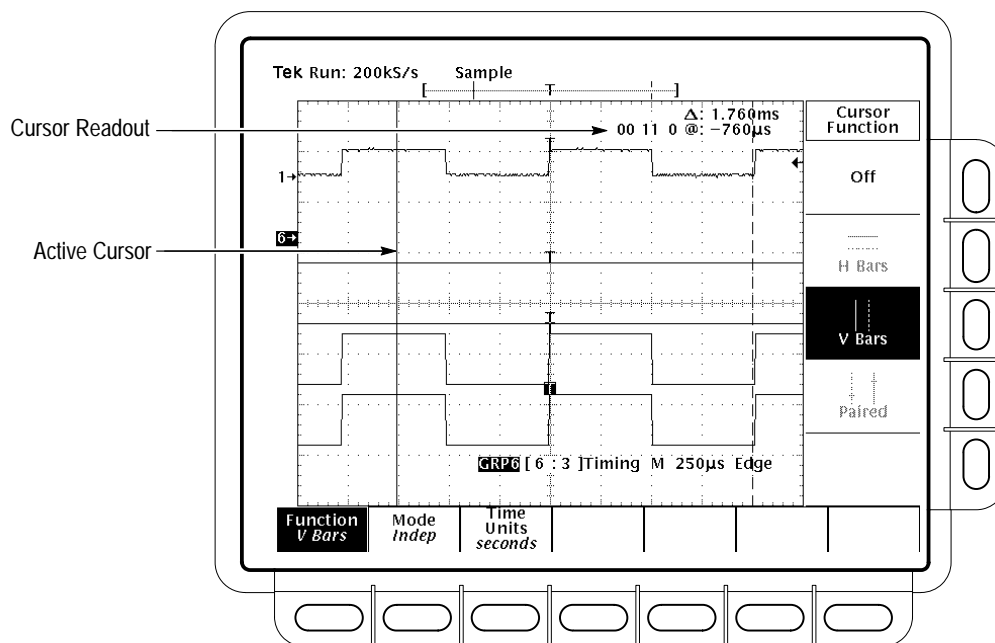 Tek Run: 200kS/s Sample
[ T ]
Δ: 1.760ms
Cursor Readout
00 11 0 @: −760µs
Cursor Function
Off
1→
6→
Active Cursor
H Bars
V Bars
Paired
GRP6 [ 6 : 3 ]Timing M 250µs Edge
Function
V Bars
Mode
Indep
Time
Units
seconds